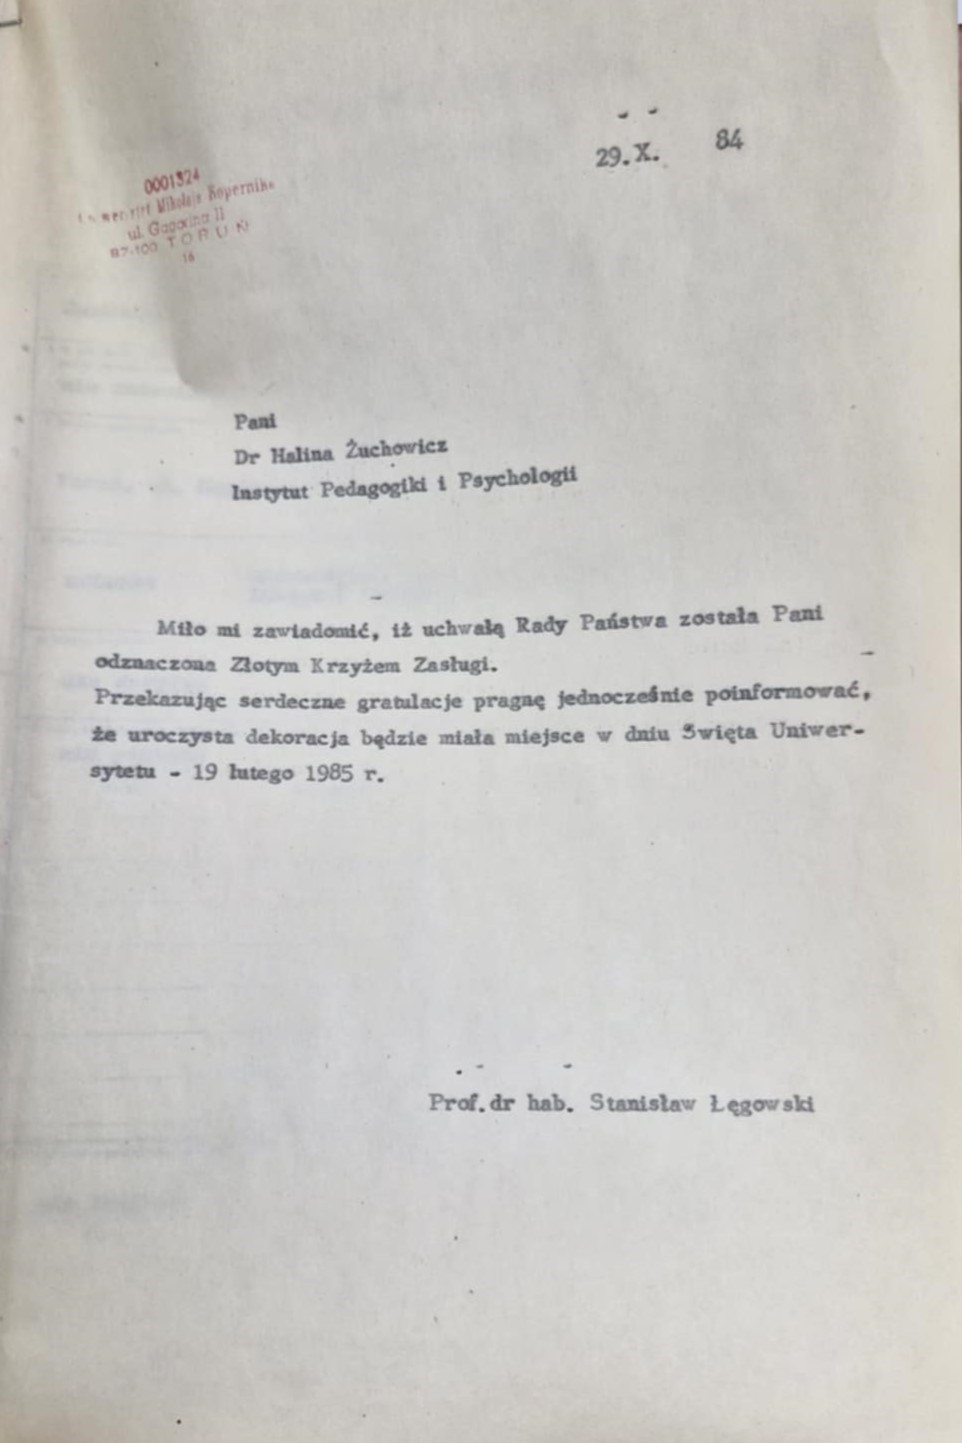 29.X. 84
0001324
Uniwersytet Mikołaja Kopernika
ul. Gagarina 11
87-100 TORUŃ
16
Pani
Dr Halina Żuchowicz
Instytut Pedagogiki i Psychologii
Miło mi zawiadomić, iż uchwałą Rady Państwa została Pani
odznaczona Złotym Krzyżem Zasługi.
Przekazując serdeczne gratulacje pragnę jednocześnie poinformować,
że uroczysta dekoracja będzie miała miejsce w dniu Święta Uniwer-
sytetu - 19 lutego 1985 r.
Prof.dr hab. Stanisław Łęgowski